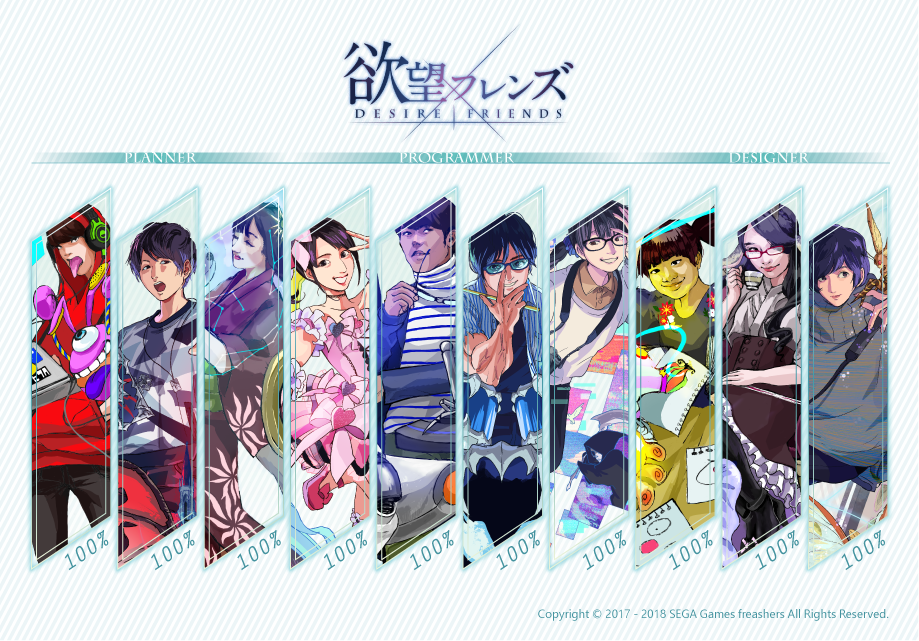 欲望フレンズ
DESIRE FRIENDS
PLANNER PROGRAMMER DESIGNER
100% 100% 100% 100% 100% 100% 100% 100% 100% 100%
Copyright © 2017 - 2018 SEGA Games freashers All Rights Reserved.